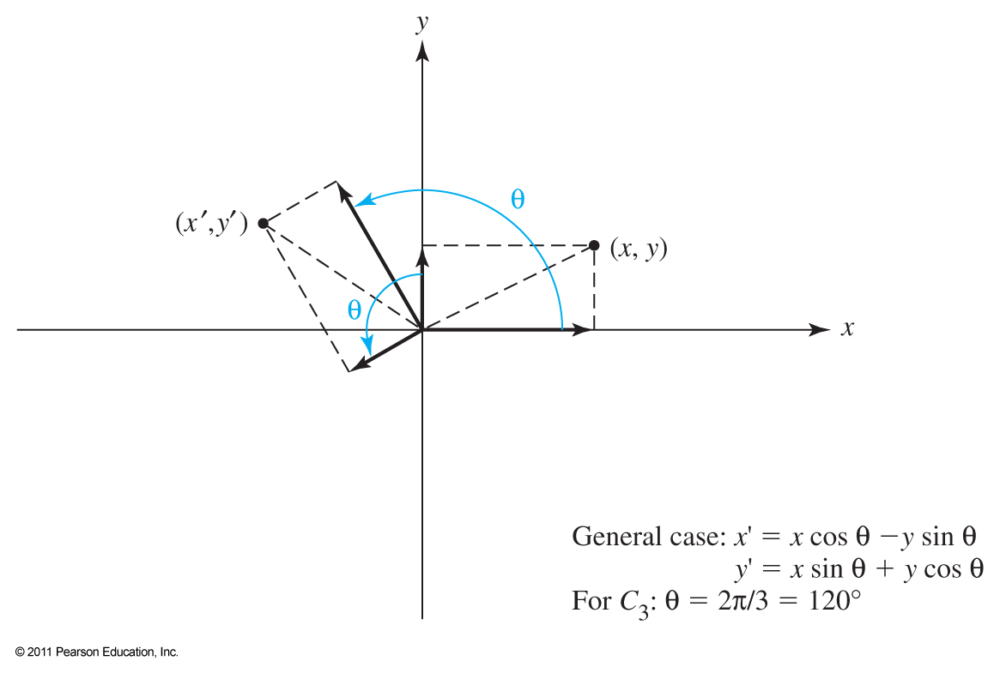 y
θ
(x′,y′)
(x, y)
θ
x
General case: x' = x cos θ −y sin θ
y' = x sin θ + y cos θ
For C₃: θ = 2π/3 = 120°
© 2011 Pearson Education, Inc.